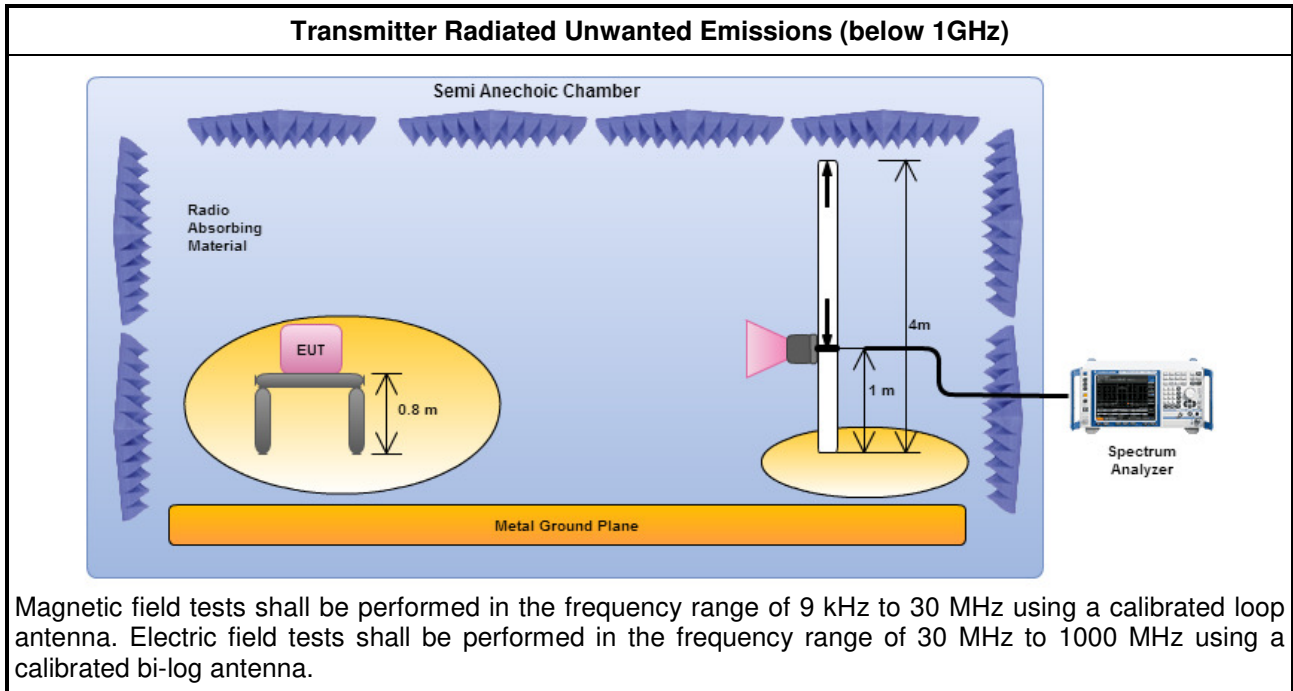 Transmitter Radiated Unwanted Emissions (below 1GHz)
Semi Anechoic Chamber
Radio
Absorbing
Material
EUT
0.8 m
4m
1 m
Spectrum
Analyzer
Metal Ground Plane
Magnetic field tests shall be performed in the frequency range of 9 kHz to 30 MHz using a calibrated loop
antenna. Electric field tests shall be performed in the frequency range of 30 MHz to 1000 MHz using a
calibrated bi-log antenna.